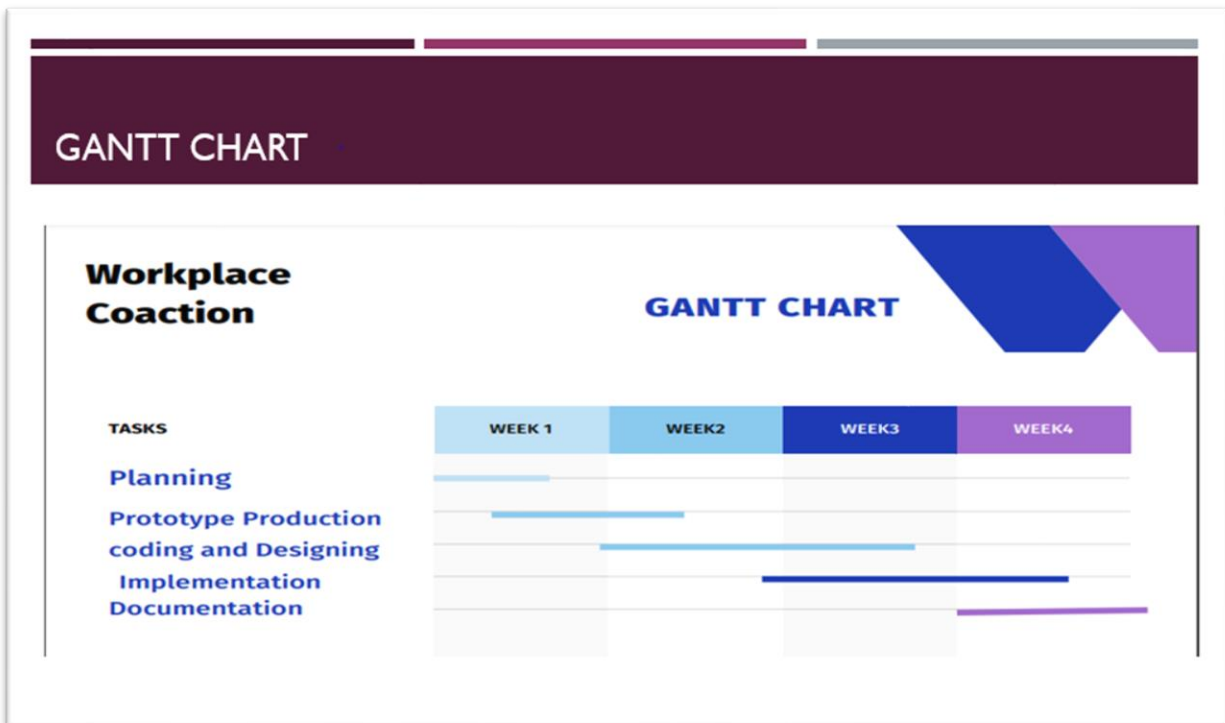 GANTT CHART
Workplace
Coaction
GANTT CHART
TASKS WEEK 1 WEEK2 WEEK3 WEEK4
Planning
Prototype Production
coding and Designing
Implementation
Documentation